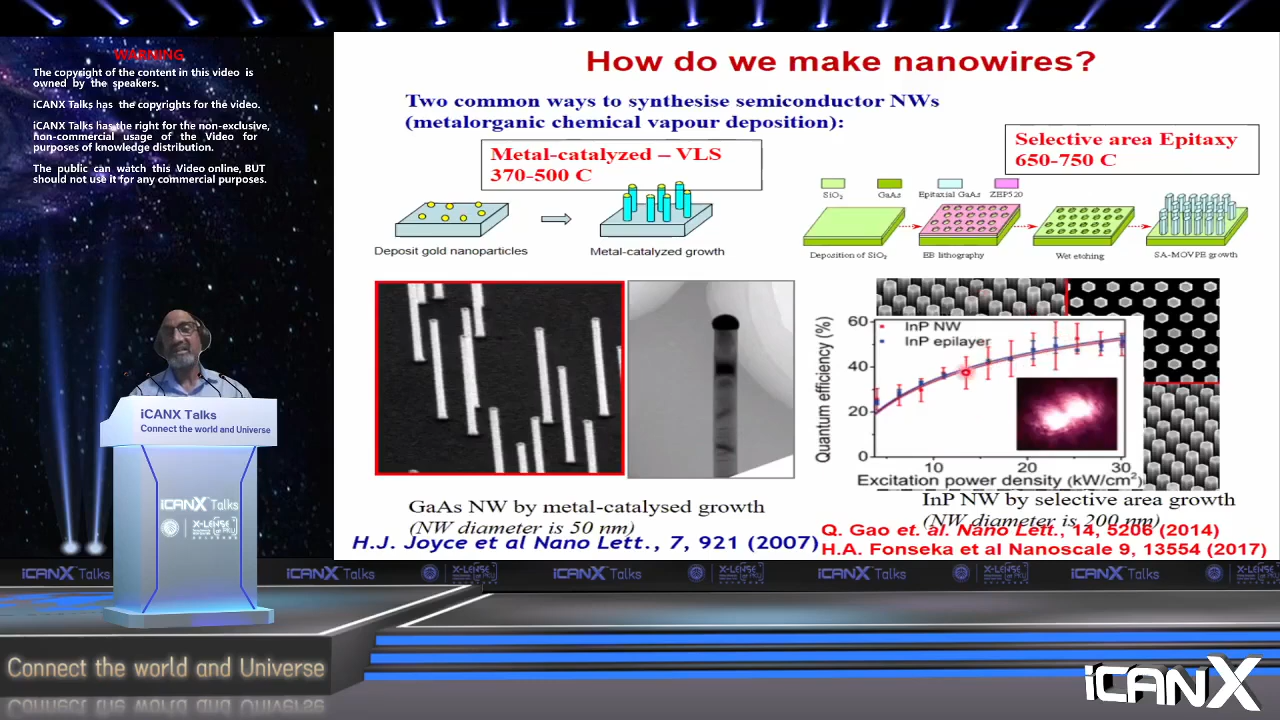 WARNING
The copyright of the content in this video is
owned by the speakers.
iCANX Talks has the copyrights for the video.
iCANX Talks has the right for the non-exclusive,
non-commercial usage of the Video for
purposes of knowledge distribution.
The public can watch this Video online, BUT
should not use it for any commercial purposes.
How do we make nanowires?
Two common ways to synthesise semiconductor NWs
(metalorganic chemical vapour deposition):
Metal-catalyzed – VLS
370-500 C
Selective area Epitaxy
650-750 C
SiO₂
GaAs
Epitaxial GaAs
ZEP520
Deposit gold nanoparticles
Metal-catalyzed growth
Deposition of SiO₂
EB lithography
Wet etching
SA-MOVPE growth
InP NW
InP epilayer
Quantum efficiency (%)
60
40
20
0
10
20
30
Excitation power density (kW/cm²)
GaAs NW by metal-catalysed growth
(NW diameter is 50 nm)
H.J. Joyce et al Nano Lett., 7, 921 (2007)
InP NW by selective area growth
(NW diameter is 200 nm)
Q. Gao et. al. Nano Lett., 14, 5206 (2014)
H.A. Fonseka et al Nanoscale 9, 13554 (2017)
iCANX Talks
Connect the world and Universe
iCANX Talks
X-LENSE
iCANX Talks
iCANX Talks
iCANX Talks
iCANX Talks
iCANX Talks
Connect the world and Universe
iCANX